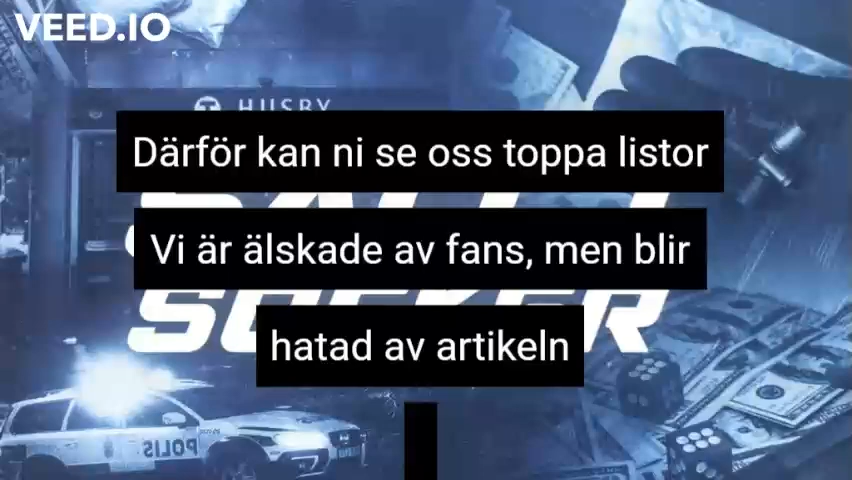 VEED.IO
HUSBY
Därför kan ni se oss toppa listor
Vi är älskade av fans, men blir
hatad av artikeln
POLIS